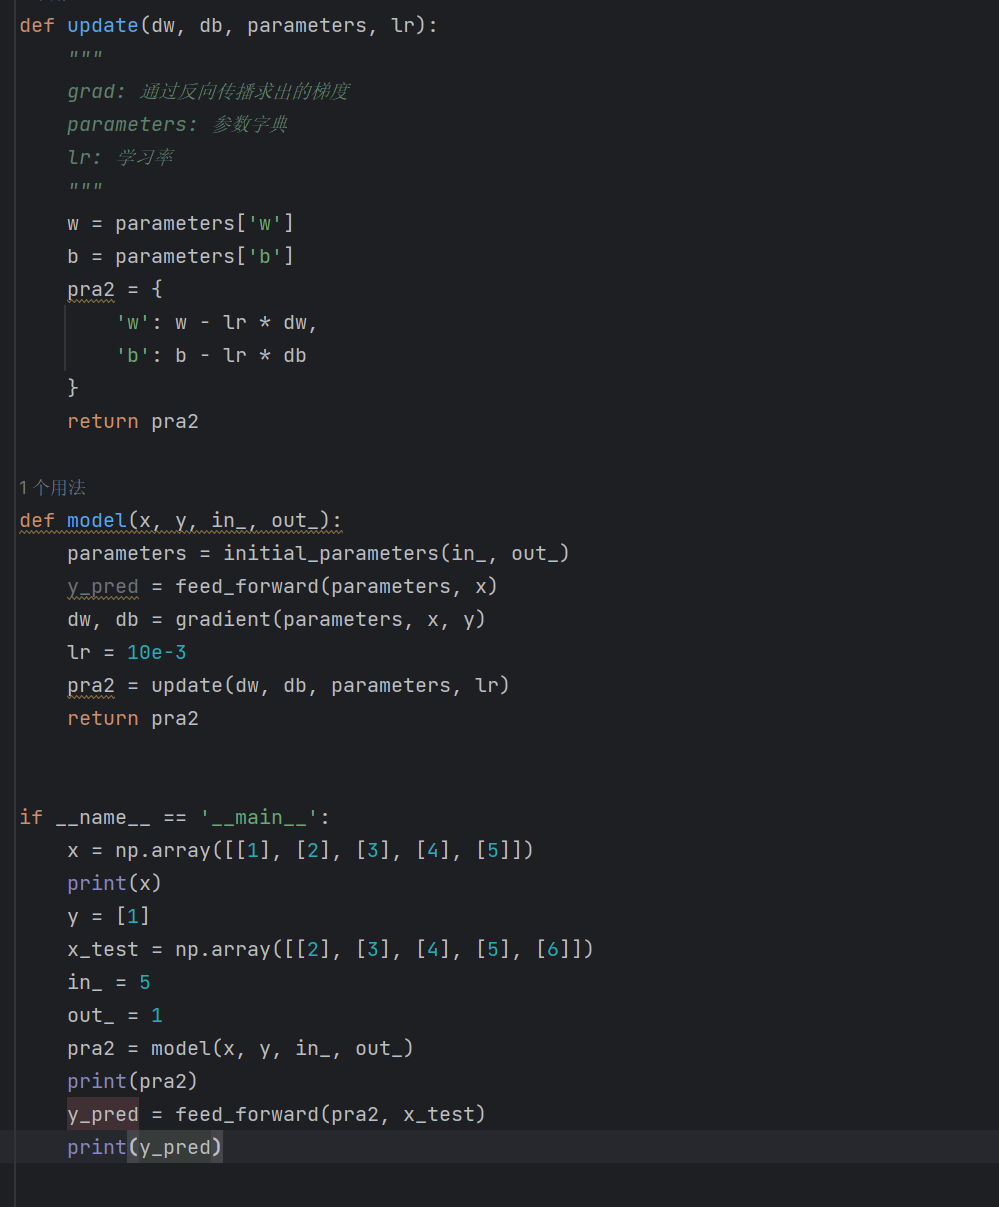 def update(dw, db, parameters, lr):
    """
    grad: 通过反向传播求出的梯度
    parameters: 参数字典
    lr: 学习率
    """
    w = parameters['w']
    b = parameters['b']
    pra2 = {
        'w': w - lr * dw,
        'b': b - lr * db
    }
    return pra2
1 个用法
def model(x, y, in_, out_):
    parameters = initial_parameters(in_, out_)
    y_pred = feed_forward(parameters, x)
    dw, db = gradient(parameters, x, y)
    lr = 10e-3
    pra2 = update(dw, db, parameters, lr)
    return pra2
if __name__ == '__main__':
    x = np.array([[1], [2], [3], [4], [5]])
    print(x)
    y = [1]
    x_test = np.array([[2], [3], [4], [5], [6]])
    in_ = 5
    out_ = 1
    pra2 = model(x, y, in_, out_)
    print(pra2)
    y_pred = feed_forward(pra2, x_test)
    print(y_pred)